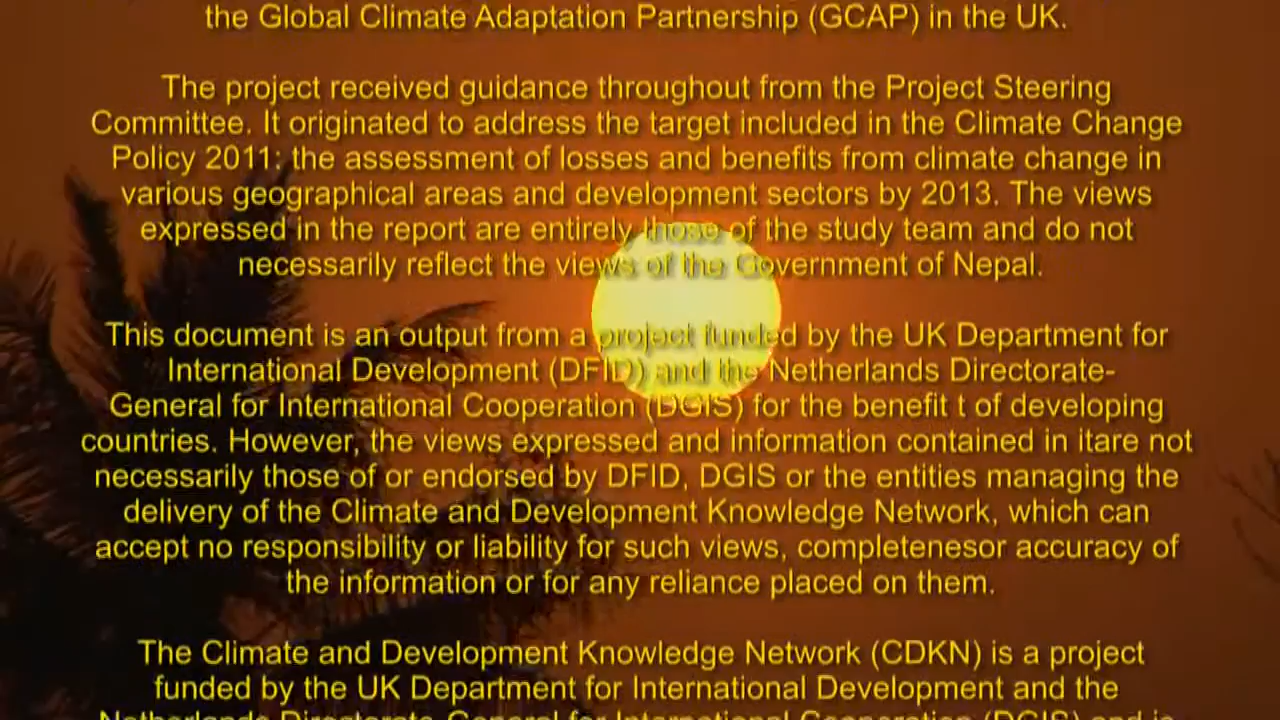 the Global Climate Adaptation Partnership (GCAP) in the UK.
The project received guidance throughout from the Project Steering
Committee. It originated to address the target included in the Climate Change
Policy 2011: the assessment of losses and benefits from climate change in
various geographical areas and development sectors by 2013. The views
expressed in the report are entirely those of the study team and do not
necessarily reflect the views of the Government of Nepal.
This document is an output from a project funded by the UK Department for
International Development (DFID) and the Netherlands Directorate-
General for International Cooperation (DGIS) for the benefit t of developing
countries. However, the views expressed and information contained in itare not
necessarily those of or endorsed by DFID, DGIS or the entities managing the
delivery of the Climate and Development Knowledge Network, which can
accept no responsibility or liability for such views, completenesor accuracy of
the information or for any reliance placed on them.
The Climate and Development Knowledge Network (CDKN) is a project
funded by the UK Department for International Development and the
Netherlands Directorate-General for International Cooperation (DGIS) and is